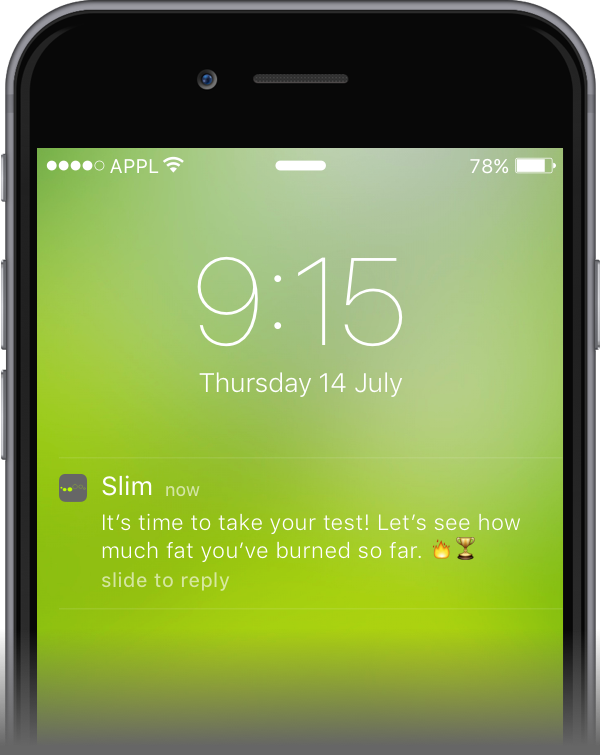 APPL 78%
9:15
Thursday 14 July
Slim now
It's time to take your test! Let's see how
much fat you've burned so far. 🔥🏆
slide to reply